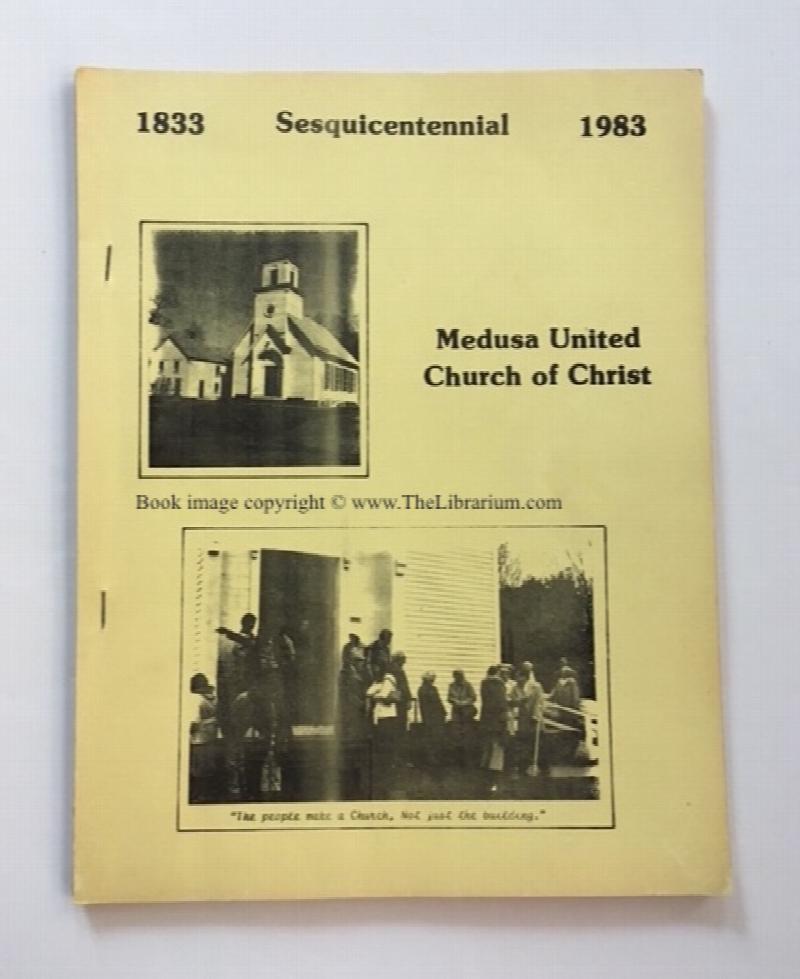 1833 Sesquicentennial 1983
Medusa United
Church of Christ
Book image copyright © www.TheLibrarium.com
"The people make a Church, Not just the building."